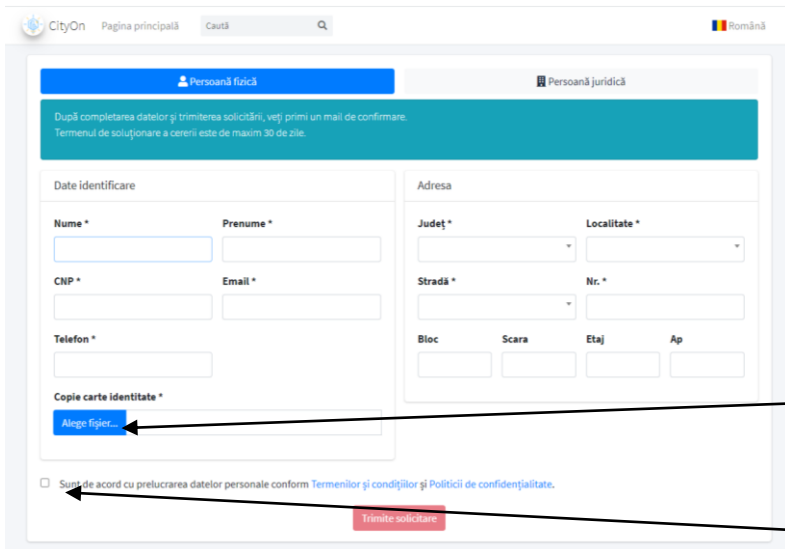 CityOn Pagina principală Caută Română
Persoană fizică Persoană juridică
După completarea datelor și trimiterea solicitării, veți primi un mail de confirmare.
Termenul de soluționare a cererii este de maxim 30 de zile.
Date identificare
Nume * Prenume *
CNP * Email *
Telefon *
Copie carte identitate *
Alege fișier...
Adresa
Județ * Localitate *
Stradă * Nr. *
Bloc Scara Etaj Ap
Sunt de acord cu prelucrarea datelor personale conform Termenilor și condițiilor și Politicii de confidențialitate.
Trimite solicitare